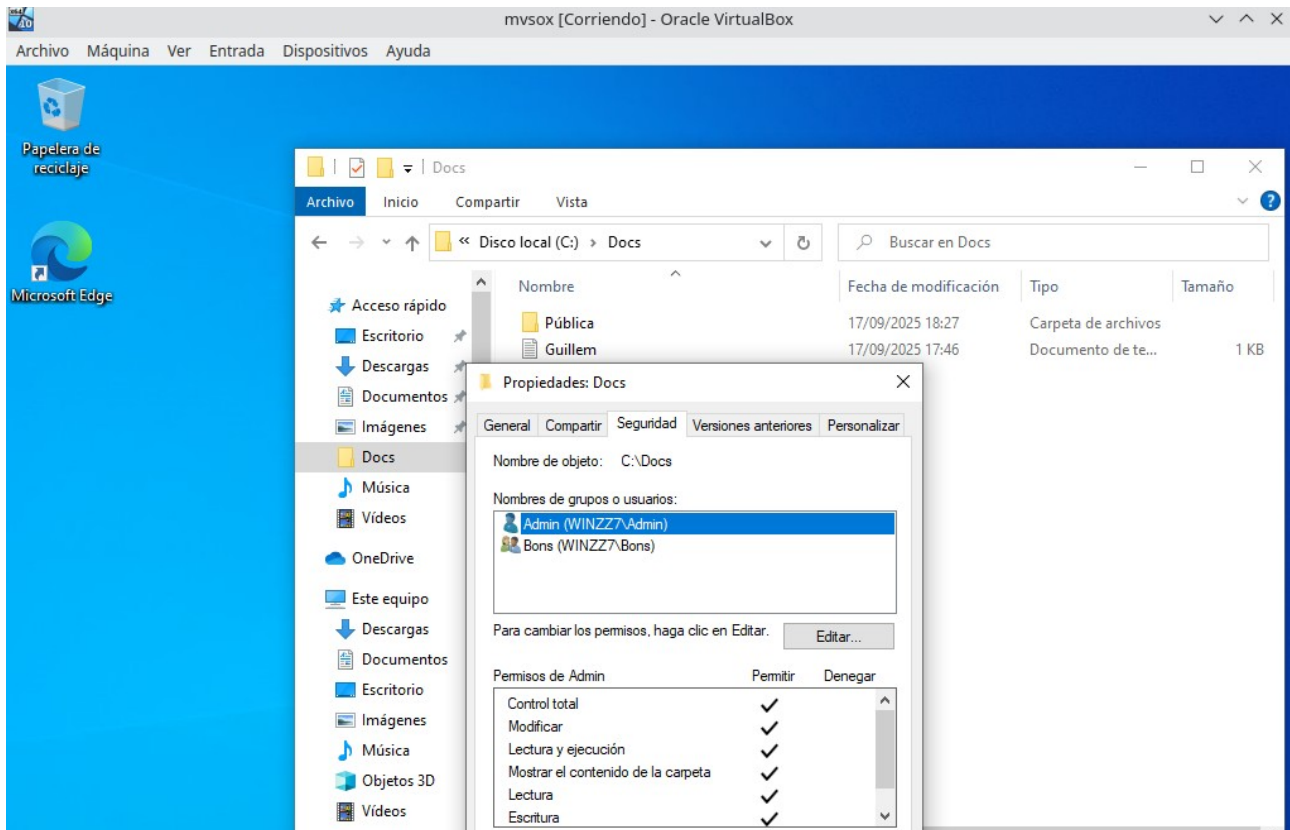 mvsox [Corriendo] - Oracle VirtualBox
Archivo Máquina Ver Entrada Dispositivos Ayuda
Papelera de
reciclaje
Microsoft Edge
Docs
Archivo Inicio Compartir Vista
« Disco local (C:) › Docs
Buscar en Docs
Nombre Fecha de modificación Tipo Tamaño
Acceso rápido
Escritorio
Descargas
Documentos
Imágenes
Docs
Música
Vídeos
OneDrive
Este equipo
Descargas
Documentos
Escritorio
Imágenes
Música
Objetos 3D
Vídeos
Pública 17/09/2025 18:27 Carpeta de archivos
Guillem 17/09/2025 17:46 Documento de te... 1 KB
Propiedades: Docs
General Compartir Seguridad Versiones anteriores Personalizar
Nombre de objeto: C:\Docs
Nombres de grupos o usuarios:
Admin (WINZZ7\Admin)
Bons (WINZZ7\Bons)
Para cambiar los permisos, haga clic en Editar. Editar...
Permisos de Admin Permitir Denegar
Control total
Modificar
Lectura y ejecución
Mostrar el contenido de la carpeta
Lectura
Escritura